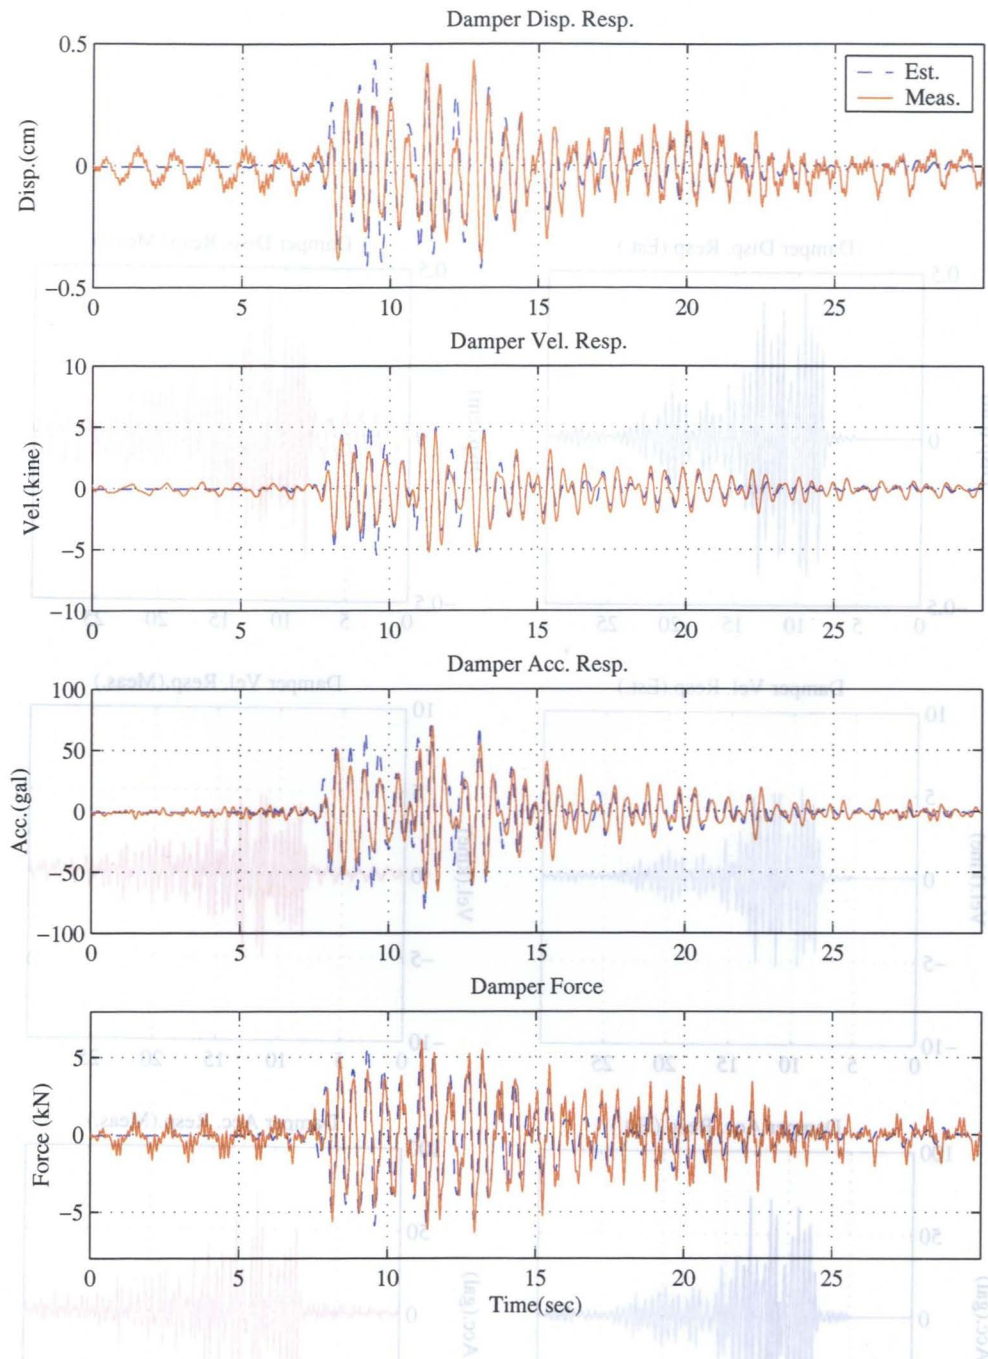 Damper Disp. Resp.
0.5
0
-0.5
Disp.(cm)
Est.
Meas.
0 5 10 15 20 25
Damper Vel. Resp.
10
5
0
-5
-10
Vel.(kine)
0 5 10 15 20 25
Damper Acc. Resp.
100
50
0
-50
-100
Acc.(gal)
0 5 10 15 20 25
Damper Force
5
0
-5
Force (kN)
0 5 10 15 20 25
Time(sec)